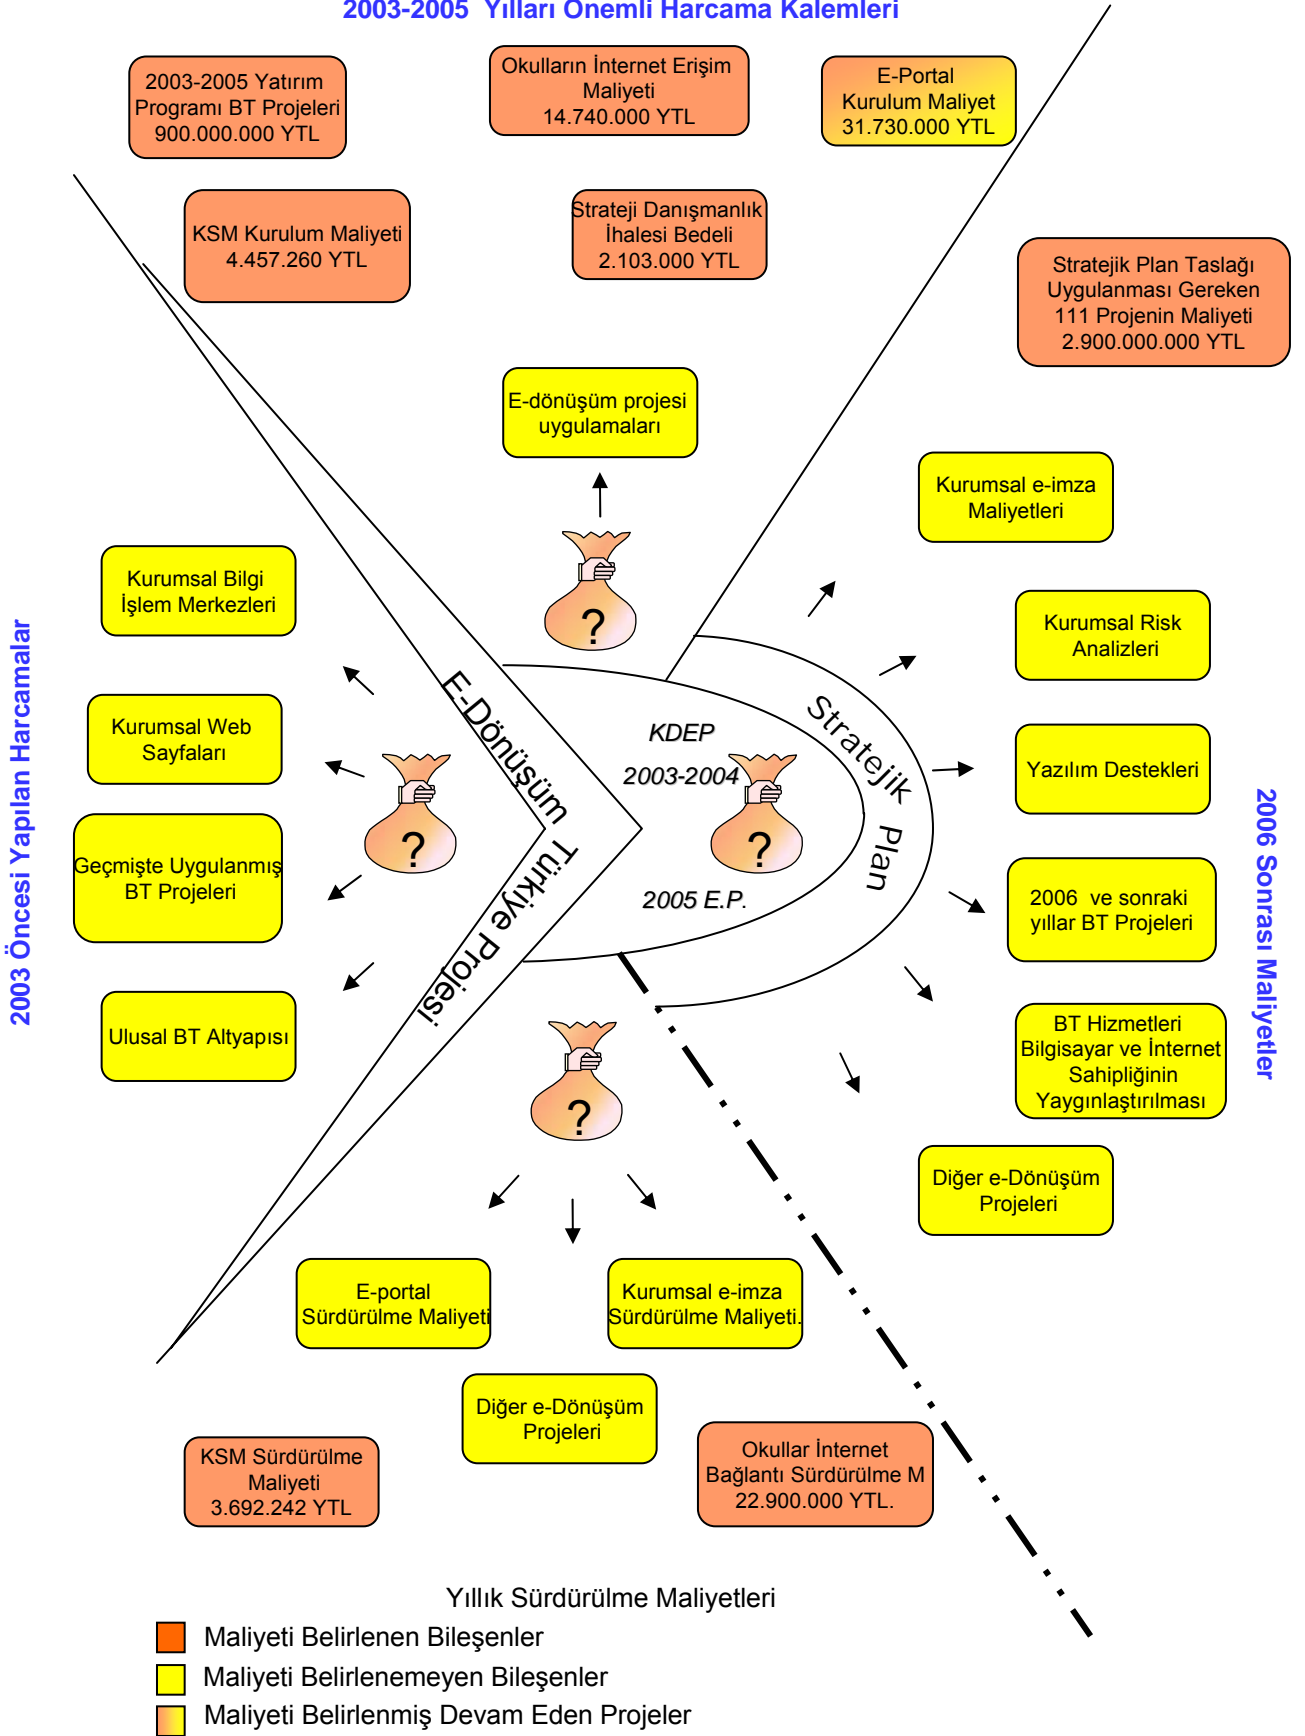 2003-2005 Yılları Önemli Harcama Kalemleri
2003-2005 Yatırım
Programı BT Projeleri
900.000.000 YTL
Okulların İnternet Erişim
Maliyeti
14.740.000 YTL
E-Portal
Kurulum Maliyet
31.730.000 YTL
KSM Kurulum Maliyeti
4.457.260 YTL
Strateji Danışmanlık
İhalesi Bedeli
2.103.000 YTL
Stratejik Plan Taslağı
Uygulanması Gereken
111 Projenin Maliyeti
2.900.000.000 YTL
E-dönüşüm projesi
uygulamaları
Kurumsal e-imza
Maliyetleri
Kurumsal Bilgi
İşlem Merkezleri
?
Kurumsal Risk
Analizleri
2003 Öncesi Yapılan Harcamalar
Kurumsal Web
Sayfaları
E-Dönüşüm
Türkiye Projesi
KDEP
2003-2004
2005 E.P.
Stratejik
Plan
Yazılım Destekleri
?
?
Geçmişte Uygulanmış
BT Projeleri
2006 ve sonraki
yıllar BT Projeleri
2006 Sonrası Maliyetler
Ulusal BT Altyapısı
BT Hizmetleri
Bilgisayar ve İnternet
Sahipliğinin
Yaygınlaştırılması
?
Diğer e-Dönüşüm
Projeleri
E-portal
Sürdürülme Maliyeti
Kurumsal e-imza
Sürdürülme Maliyeti.
Diğer e-Dönüşüm
Projeleri
KSM Sürdürülme
Maliyeti
3.692.242 YTL
Okullar İnternet
Bağlantı Sürdürülme M
22.900.000 YTL.
Yıllık Sürdürülme Maliyetleri
Maliyeti Belirlenen Bileşenler
Maliyeti Belirlenemeyen Bileşenler
Maliyeti Belirlenmiş Devam Eden Projeler